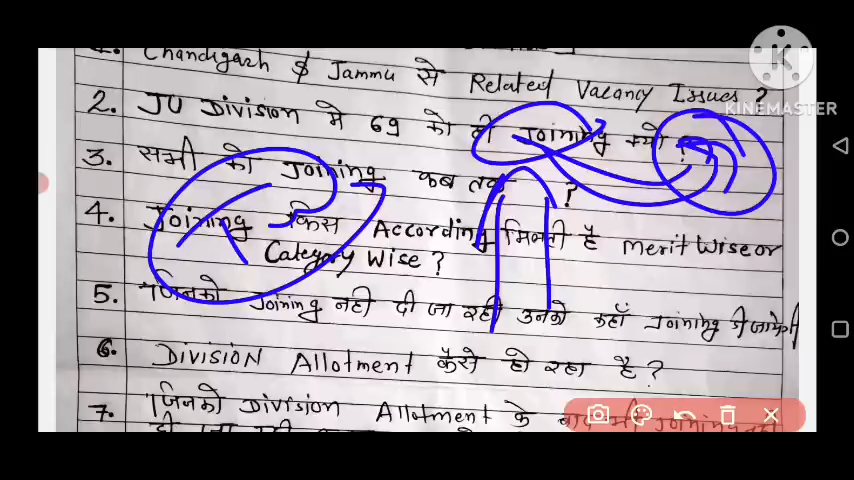 Chandigarh & Jammu से Related Vacancy Issues ?
KINEMASTER
2. JU DIVISION मे 69 को ही Joining क्यो ?
3. सभी को Joining कब तक ?
4. Joining किस According मिलती है Merit Wise or
Category Wise ?
5. जिनको Joining नही दी जा रही उनको कहाँ Joining दी जाएगी
6. DIVISION Allotment कैसे हो रहा है ?
7. जिनको DIVISION Allotment के बाद भी Joining नही